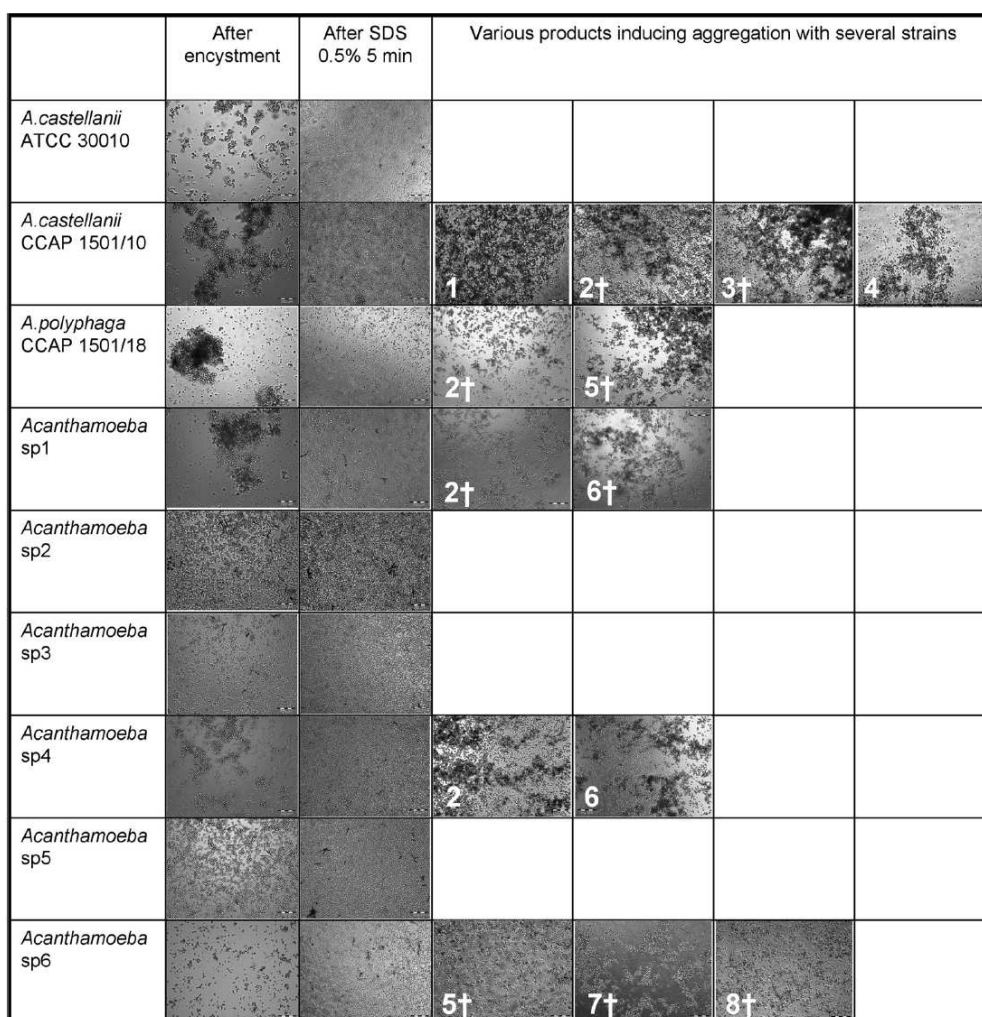 After
encystment
After SDS
0.5% 5 min
Various products inducing aggregation with several strains
A.castellanii
ATCC 30010
A.castellanii
CCAP 1501/10
1
2†
3†
4
A.polyphaga
CCAP 1501/18
2†
5†
Acanthamoeba
sp1
2†
6†
Acanthamoeba
sp2
Acanthamoeba
sp3
Acanthamoeba
sp4
2
6
Acanthamoeba
sp5
Acanthamoeba
sp6
5†
7†
8†